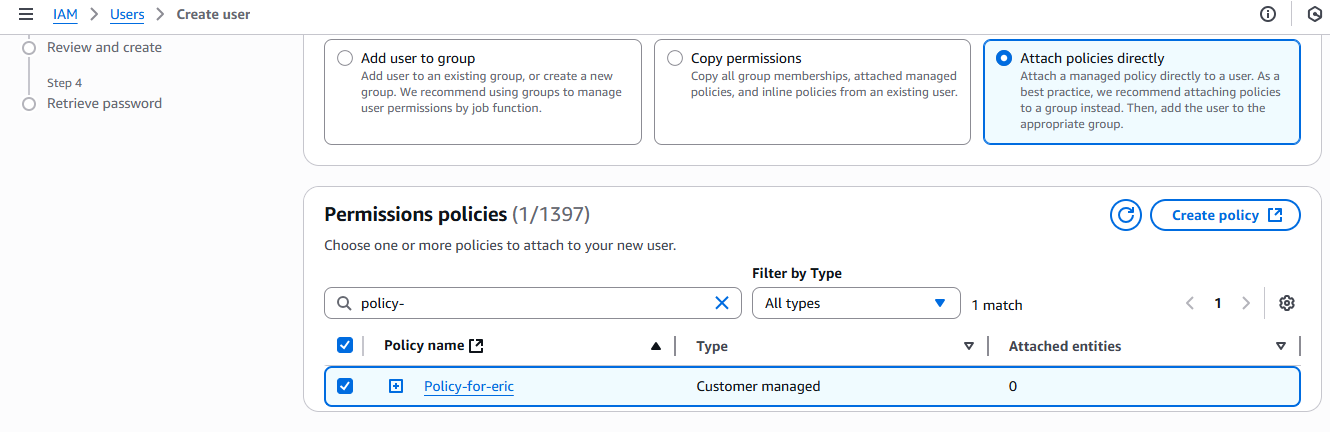 IAM > Users > Create user
Review and create
Step 4
Retrieve password
Add user to group
Add user to an existing group, or create a new
group. We recommend using groups to manage
user permissions by job function.
Copy permissions
Copy all group memberships, attached managed
policies, and inline policies from an existing user.
Attach policies directly
Attach a managed policy directly to a user. As a
best practice, we recommend attaching policies
to a group instead. Then, add the user to the
appropriate group.
Permissions policies (1/1397)
Create policy
Choose one or more policies to attach to your new user.
Filter by Type
policy-
All types
1 match
1
Policy name
Type
Attached entities
Policy-for-eric
Customer managed
0